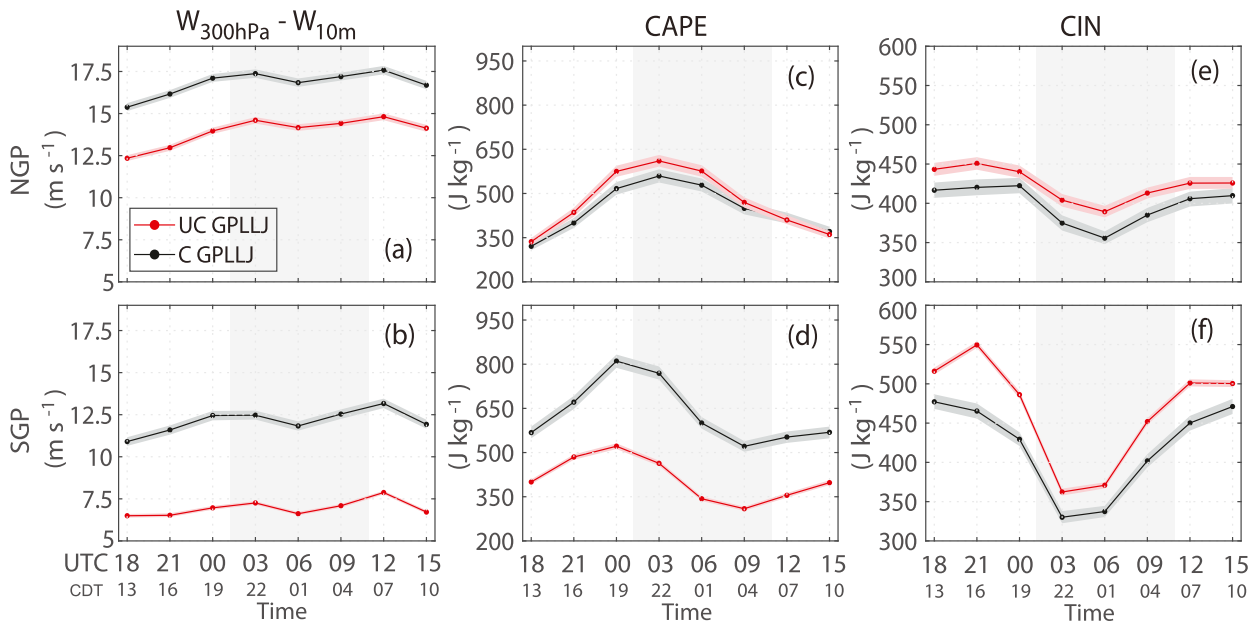 W300hPa - W10m
CAPE
CIN
NGP
(m s-1)
17.5
15
12.5
10
7.5
5
UC GPLLJ
C GPLLJ
(a)
(J kg-1)
950
800
650
500
350
200
(c)
(J kg-1)
600
550
500
450
400
350
300
(e)
SGP
(m s-1)
17.5
15
12.5
10
7.5
5
(b)
(J kg-1)
950
800
650
500
350
200
(d)
(J kg-1)
600
550
500
450
400
350
300
(f)
UTC 18 21 00 03 06 09 12 15
CDT 13 16 19 22 01 04 07 10
Time
18 21 00 03 06 09 12 15
13 16 19 22 01 04 07 10
Time
18 21 00 03 06 09 12 15
13 16 19 22 01 04 07 10
Time